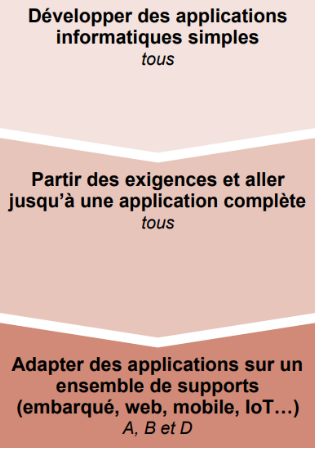 Développer des applications
informatiques simples
tous
Partir des exigences et aller
jusqu'à une application complète
tous
Adapter des applications sur un
ensemble de supports
(embarqué, web, mobile, IoT…)
A, B et D